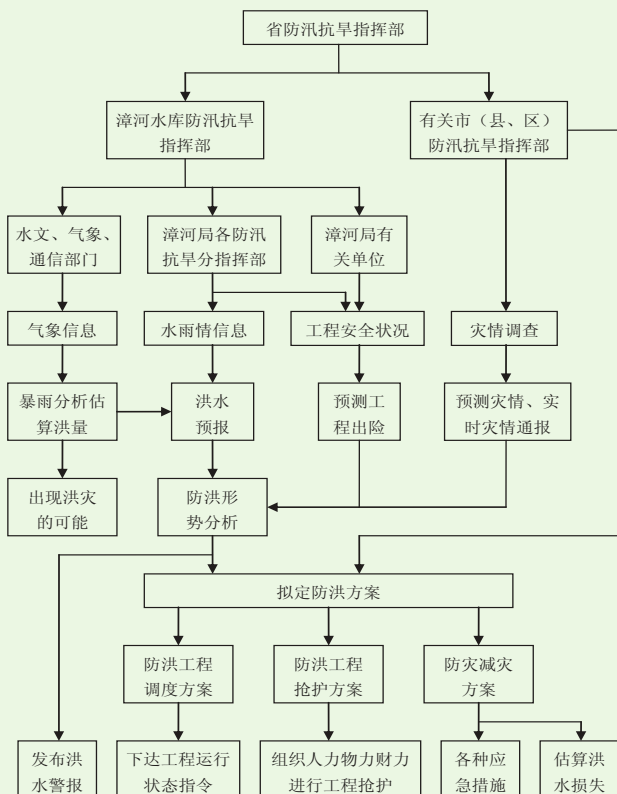 省防汛抗旱指挥部
漳河水库防汛抗旱
指挥部
有关市（县、区）
防汛抗旱指挥部
水文、气象、
通信部门
漳河局各防汛
抗旱分指挥部
漳河局有
关单位
气象信息
水雨情信息
工程安全状况
灾情调查
暴雨分析估
算洪量
洪水
预报
预测工
程出险
预测灾情、实
时灾情通报
出现洪灾
的可能
防洪形
势分析
拟定防洪方案
防洪工程
调度方案
防洪工程
抢护方案
防灾减灾
方案
发布洪
水警报
下达工程运行
状态指令
组织人力物力财力
进行工程抢护
各种应
急措施
估算洪
水损失